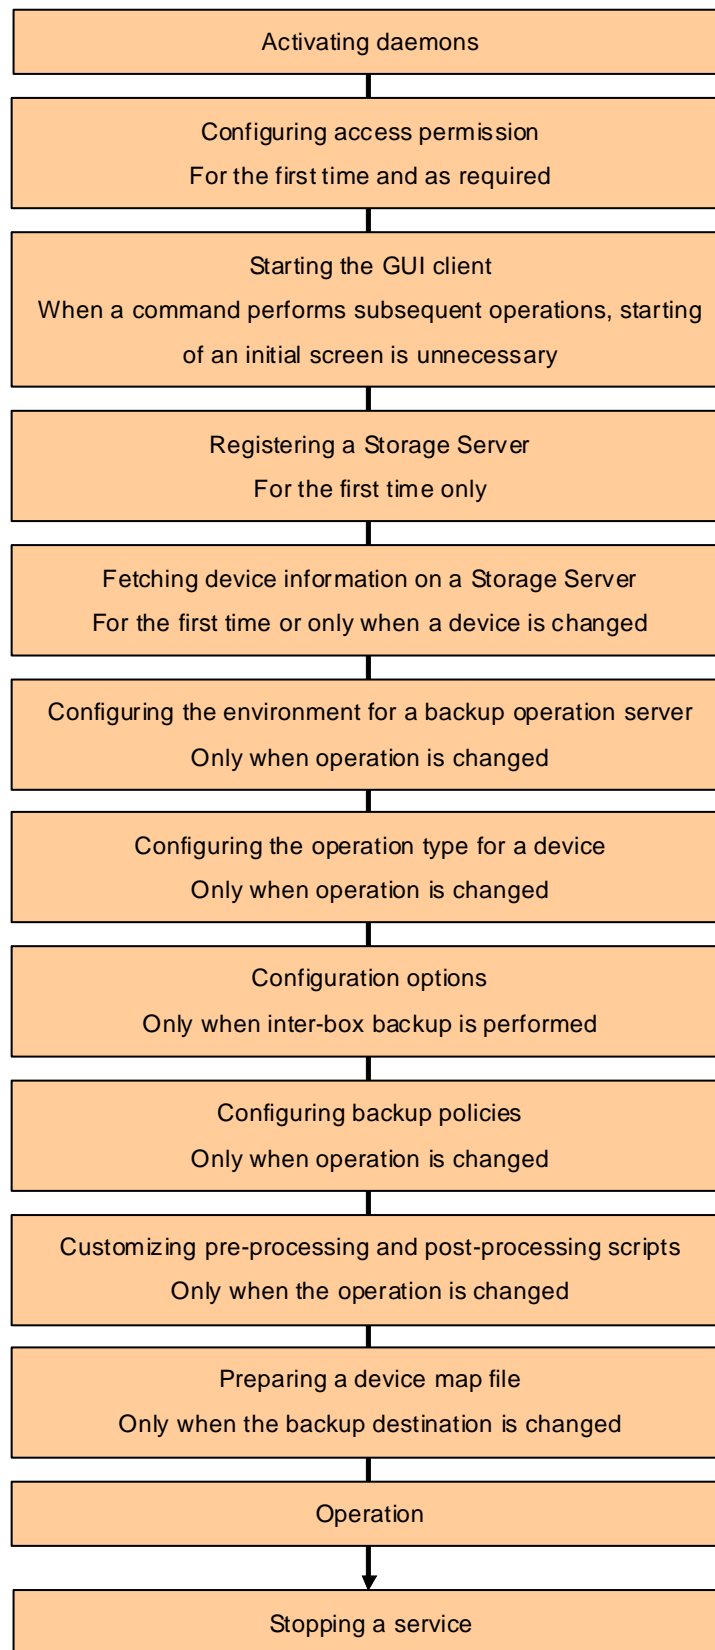 Activating daemons
Configuring access permission
For the first time and as required
Starting the GUI client
When a command performs subsequent operations, starting
of an initial screen is unnecessary
Registering a Storage Server
For the first time only
Fetching device information on a Storage Server
For the first time or only when a device is changed
Configuring the environment for a backup operation server
Only when operation is changed
Configuring the operation type for a device
Only when operation is changed
Configuration options
Only when inter-box backup is performed
Configuring backup policies
Only when operation is changed
Customizing pre-processing and post-processing scripts
Only when the operation is changed
Preparing a device map file
Only when the backup destination is changed
Operation
Stopping a service